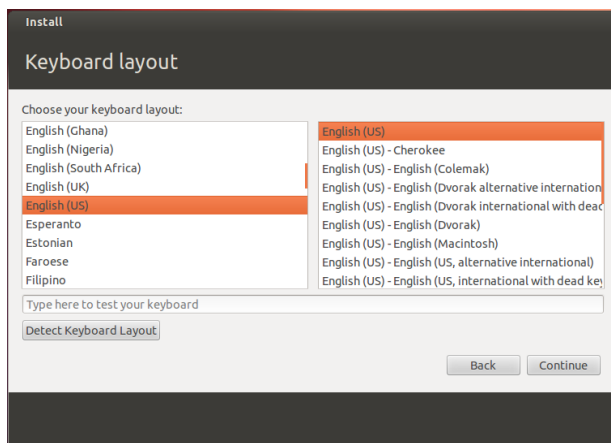 Install
Keyboard layout
Choose your keyboard layout:
English (Ghana)
English (Nigeria)
English (South Africa)
English (UK)
English (US)
Esperanto
Estonian
Faroese
Filipino
English (US)
English (US) - Cherokee
English (US) - English (Colemak)
English (US) - English (Dvorak alternative internation
English (US) - English (Dvorak international with dead
English (US) - English (Dvorak)
English (US) - English (Macintosh)
English (US) - English (US, alternative international)
English (US) - English (US, international with dead key
Type here to test your keyboard
Detect Keyboard Layout
Back
Continue